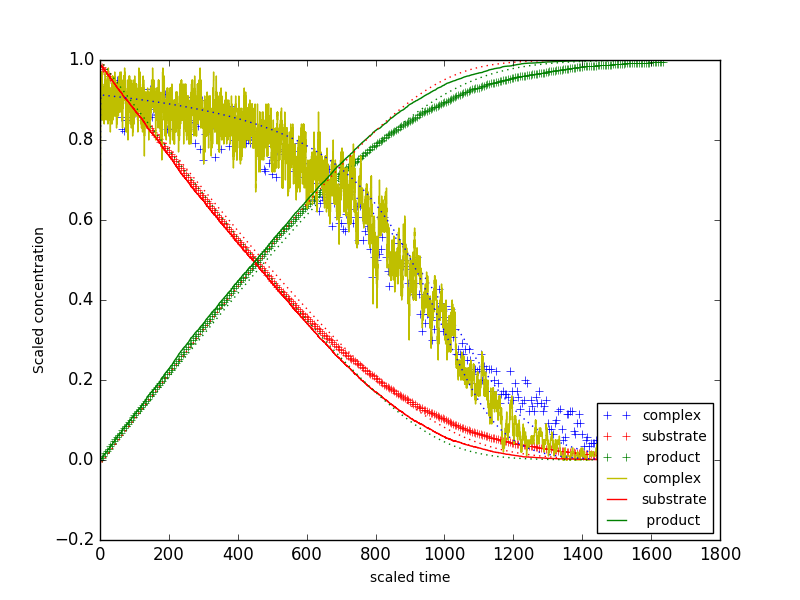 1.0
0.8
0.6
0.4
0.2
0.0
−0.2
Scaled concentration
0 200 400 600 800 1000 1200 1400 1600 1800
scaled time
complex
substrate
product
complex
substrate
product